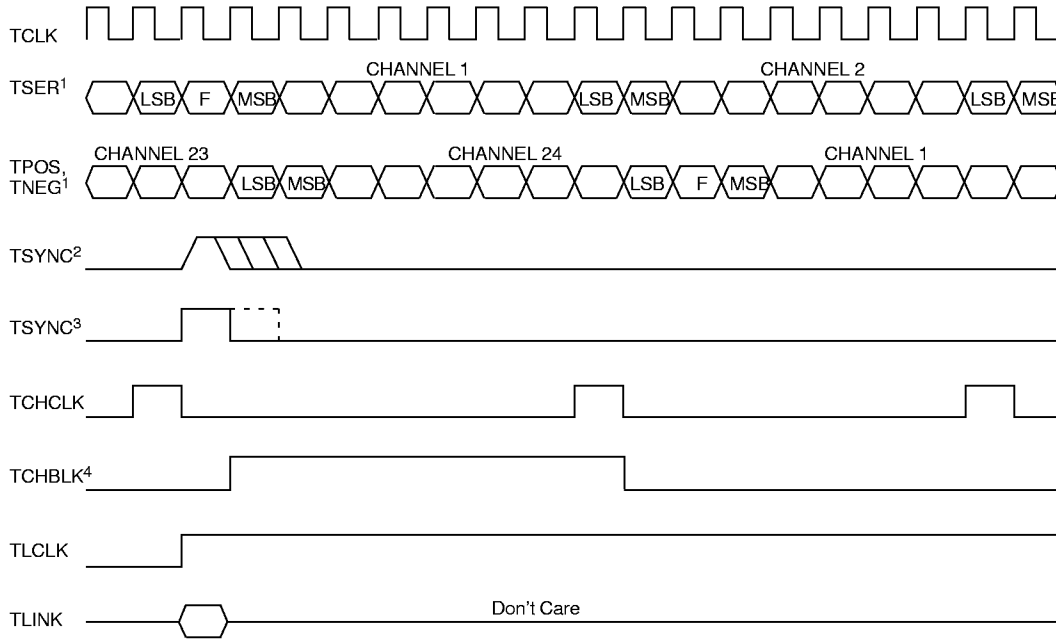 TCLK
CHANNEL 1 CHANNEL 2
TSER¹ LSB F MSB LSB MSB LSB MSB
CHANNEL 23 CHANNEL 24 CHANNEL 1
TPOS,
TNEG¹ LSB MSB LSB F MSB
TSYNC²
TSYNC³
TCHCLK
TCHBLK⁴
TLCLK
TLINK Don't Care